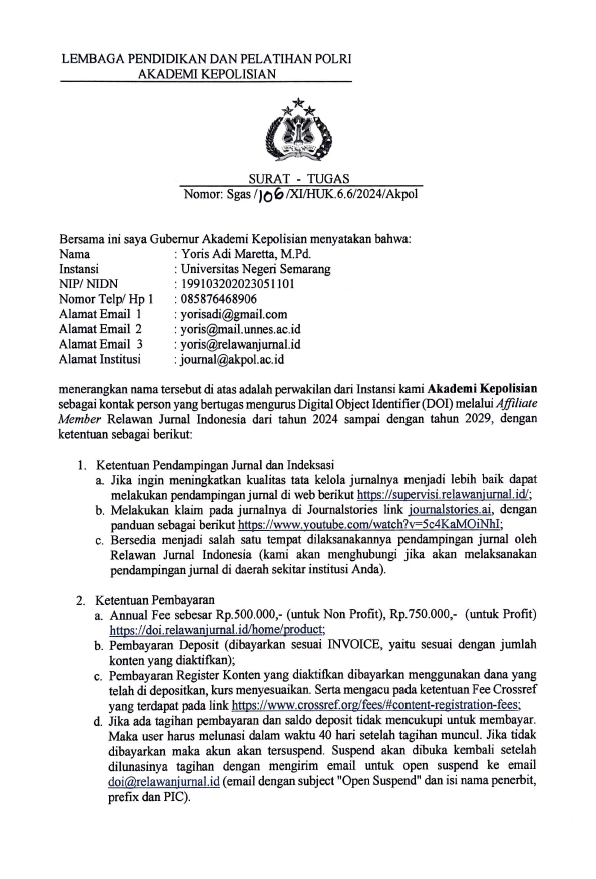 LEMBAGA PENDIDIKAN DAN PELATIHAN POLRI
AKADEMI KEPOLISIAN
SURAT - TUGAS
Nomor: Sgas /106/XI/HUK.6.6/2024/Akpol
Bersama ini saya Gubernur Akademi Kepolisian menyatakan bahwa:
Nama : Yoris Adi Maretta, M.Pd.
Instansi : Universitas Negeri Semarang
NIP/ NIDN : 199103202023051101
Nomor Telp/ Hp 1 : 085876468906
Alamat Email 1 : yorisadi@gmail.com
Alamat Email 2 : yoris@mail.unnes.ac.id
Alamat Email 3 : yoris@relawanjurnal.id
Alamat Institusi : journal@akpol.ac.id
menerangkan nama tersebut di atas adalah perwakilan dari Instansi kami Akademi Kepolisian
sebagai kontak person yang bertugas mengurus Digital Object Identifier (DOI) melalui Affiliate
Member Relawan Jurnal Indonesia dari tahun 2024 sampai dengan tahun 2029, dengan
ketentuan sebagai berikut:
1. Ketentuan Pendampingan Jurnal dan Indeksasi
a. Jika ingin meningkatkan kualitas tata kelola jurnalnya menjadi lebih baik dapat
melakukan pendampingan jurnal di web berikut https://supervisi.relawanjurnal.id/;
b. Melakukan klaim pada jurnalnya di Journalstories link journalstories.ai, dengan
panduan sebagai berikut https://www.youtube.com/watch?v=5c4KaMOiNhI;
c. Bersedia menjadi salah satu tempat dilaksanakannya pendampingan jurnal oleh
Relawan Jurnal Indonesia (kami akan menghubungi jika akan melaksanakan
pendampingan jurnal di daerah sekitar institusi Anda).
2. Ketentuan Pembayaran
a. Annual Fee sebesar Rp.500.000,- (untuk Non Profit), Rp.750.000,- (untuk Profit)
https://doi.relawanjurnal.id/home/product;
b. Pembayaran Deposit (dibayarkan sesuai INVOICE, yaitu sesuai dengan jumlah
konten yang diaktifkan);
c. Pembayaran Register Konten yang diaktifkan dibayarkan menggunakan dana yang
telah di depositkan, kurs menyesuaikan. Serta mengacu pada ketentuan Fee Crossref
yang terdapat pada link https://www.crossref.org/fees/#content-registration-fees;
d. Jika ada tagihan pembayaran dan saldo deposit tidak mencukupi untuk membayar.
Maka user harus melunasi dalam waktu 40 hari setelah tagihan muncul. Jika tidak
dibayarkan maka akun akan tersuspend. Suspend akan dibuka kembali setelah
dilunasinya tagihan dengan mengirim email untuk open suspend ke email
doi@relawanjurnal.id (email dengan subject "Open Suspend" dan isi nama penerbit,
prefix dan PIC).